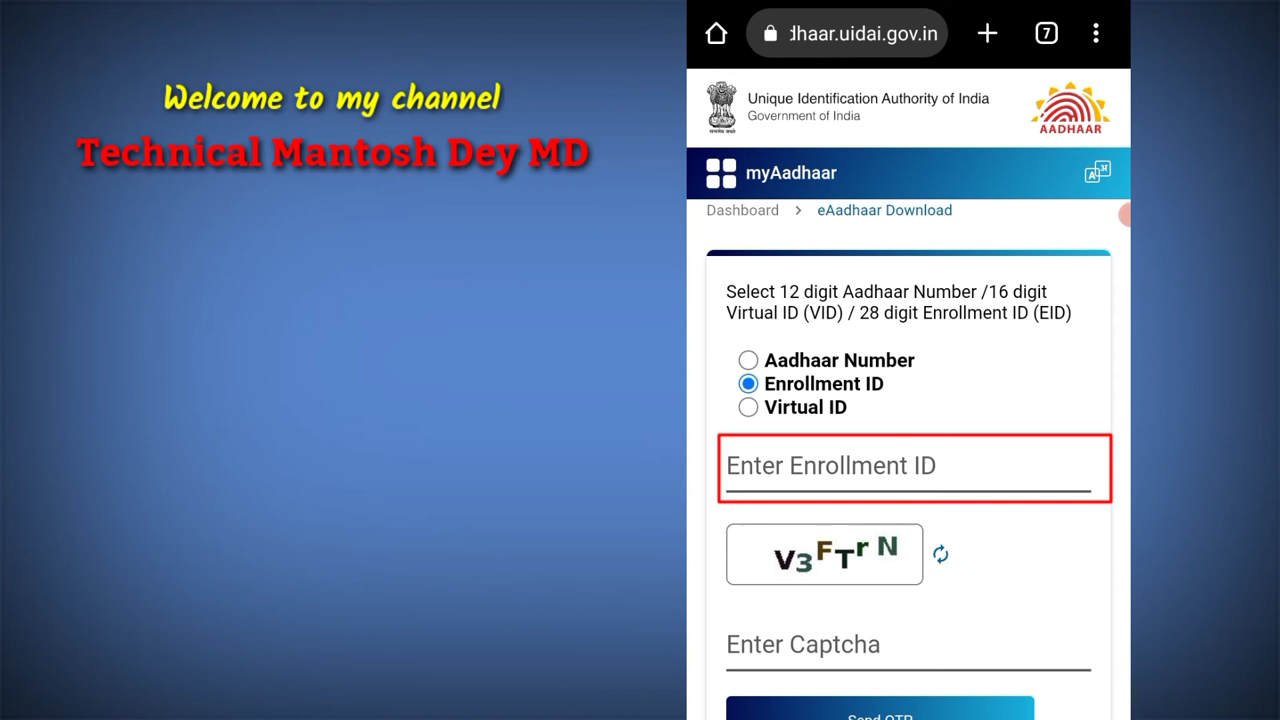 Welcome to my channel
Technical Mantosh Dey MD
dhaar.uidai.gov.in
7
Unique Identification Authority of India
Government of India
AADHAAR
myAadhaar
Dashboard > eAadhaar Download
Select 12 digit Aadhaar Number /16 digit
Virtual ID (VID) / 28 digit Enrollment ID (EID)
Aadhaar Number
Enrollment ID
Virtual ID
Enter Enrollment ID
V3FTrN
Enter Captcha
Send OTP